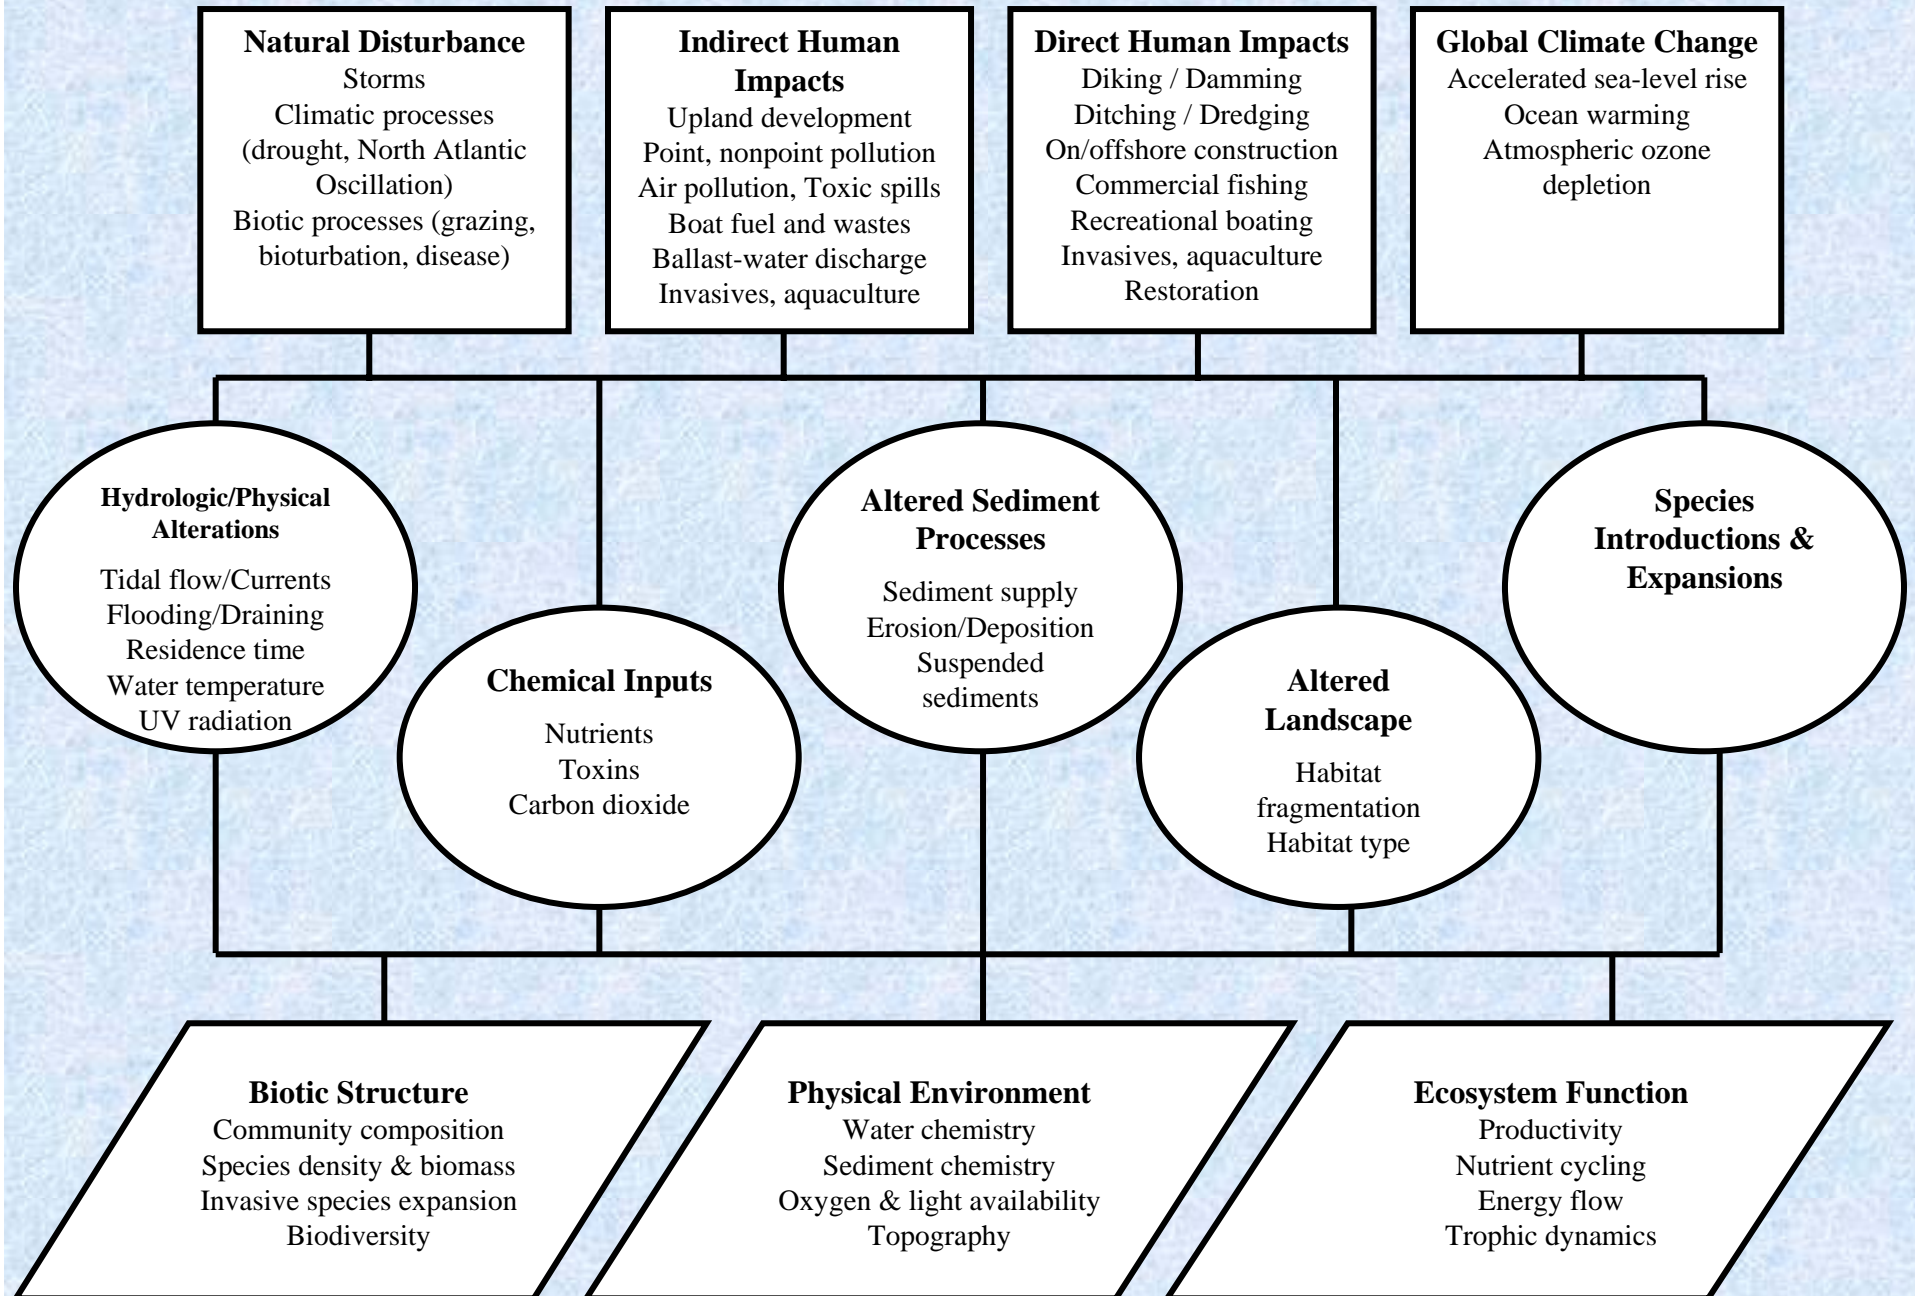 Natural Disturbance
Storms
Climatic processes
(drought, North Atlantic
Oscillation)
Biotic processes (grazing,
bioturbation, disease)
Indirect Human
Impacts
Upland development
Point, nonpoint pollution
Air pollution, Toxic spills
Boat fuel and wastes
Ballast-water discharge
Invasives, aquaculture
Direct Human Impacts
Diking / Damming
Ditching / Dredging
On/offshore construction
Commercial fishing
Recreational boating
Invasives, aquaculture
Restoration
Global Climate Change
Accelerated sea-level rise
Ocean warming
Atmospheric ozone
depletion
Hydrologic/Physical
Alterations
Tidal flow/Currents
Flooding/Draining
Residence time
Water temperature
UV radiation
Chemical Inputs
Nutrients
Toxins
Carbon dioxide
Altered Sediment
Processes
Sediment supply
Erosion/Deposition
Suspended
sediments
Altered
Landscape
Habitat
fragmentation
Habitat type
Species
Introductions &
Expansions
Biotic Structure
Community composition
Species density & biomass
Invasive species expansion
Biodiversity
Physical Environment
Water chemistry
Sediment chemistry
Oxygen & light availability
Topography
Ecosystem Function
Productivity
Nutrient cycling
Energy flow
Trophic dynamics